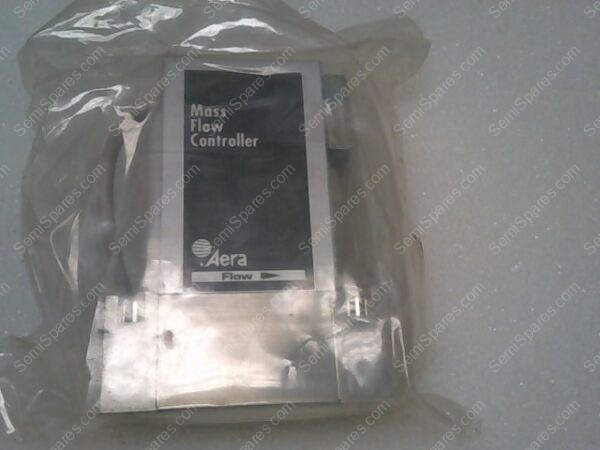 Mass
Flow
Controller
Aera
Flow
SemiSpares.com